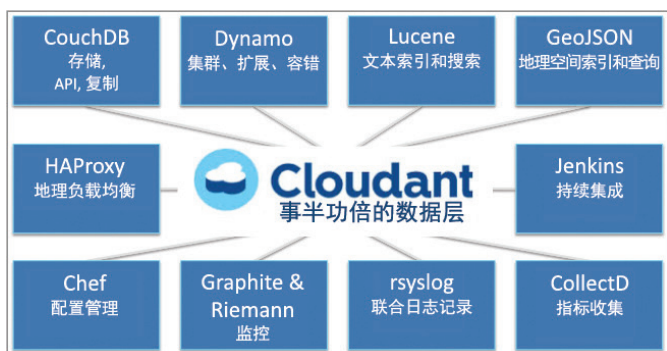 CouchDB
存储,
API, 复制
Dynamo
集群、扩展、容错
Lucene
文本索引和搜索
GeoJSON
地理空间索引和查询
HAProxy
地理负载均衡
Cloudant
事半功倍的数据层
Jenkins
持续集成
Chef
配置管理
Graphite &
Riemann
监控
rsyslog
联合日志记录
CollectD
指标收集